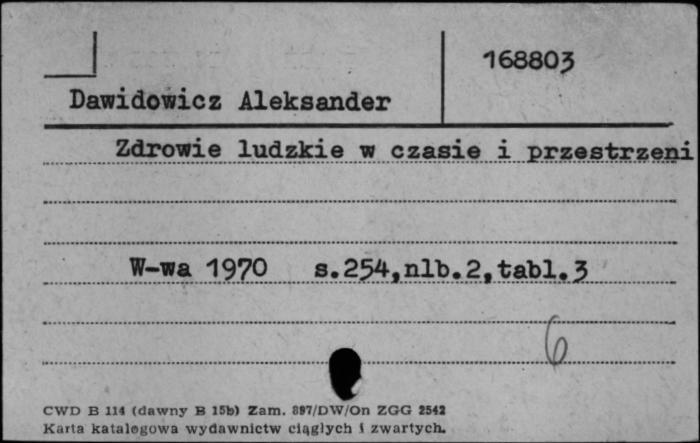 168803
Dawidowicz Aleksander
Zdrowie ludzkie w czasie i przestrzeni
W-wa 1970 s.254,nlb.2,tabl.3
6
CWD B 114 (dawny B 15b) Zam. 897/DW/On ZGG 2542
Karta katalogowa wydawnictw ciągłych i zwartych.